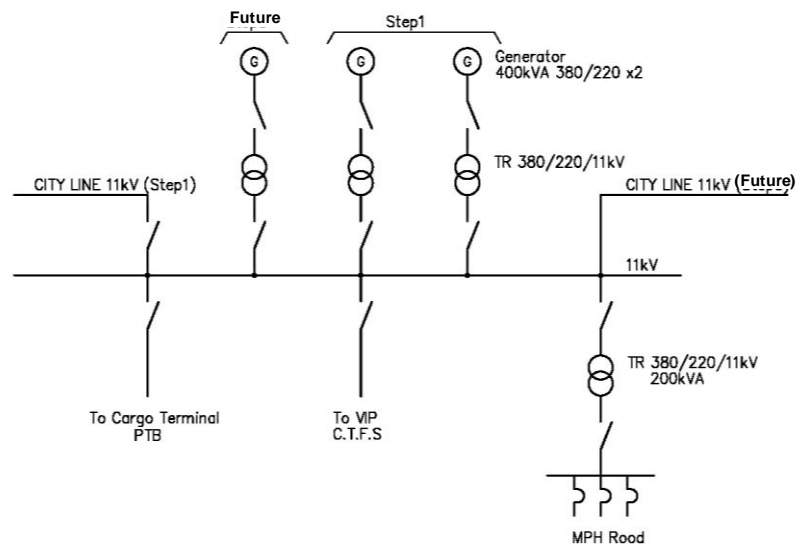 Future
Step1
G
G
G
Generator
400kVA 380/220 x2
TR 380/220/11kV
CITY LINE 11kV (Step1)
CITY LINE 11kV (Future)
11kV
TR 380/220/11kV
200kVA
To Cargo Terminal
PTB
To VIP
C.T.F.S
MPH Rood